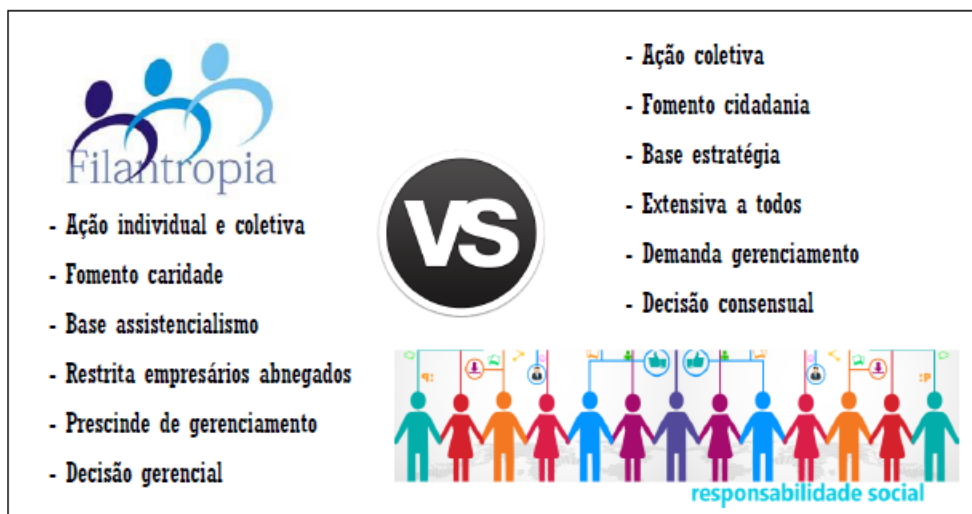 Filantropia
- Ação individual e coletiva
- Fomento caridade
- Base assistencialismo
- Restrita empresários abnegados
- Prescinde de gerenciamento
- Decisão gerencial
VS
- Ação coletiva
- Fomento cidadania
- Base estratégia
- Extensiva a todos
- Demanda gerenciamento
- Decisão consensual
responsabilidade social